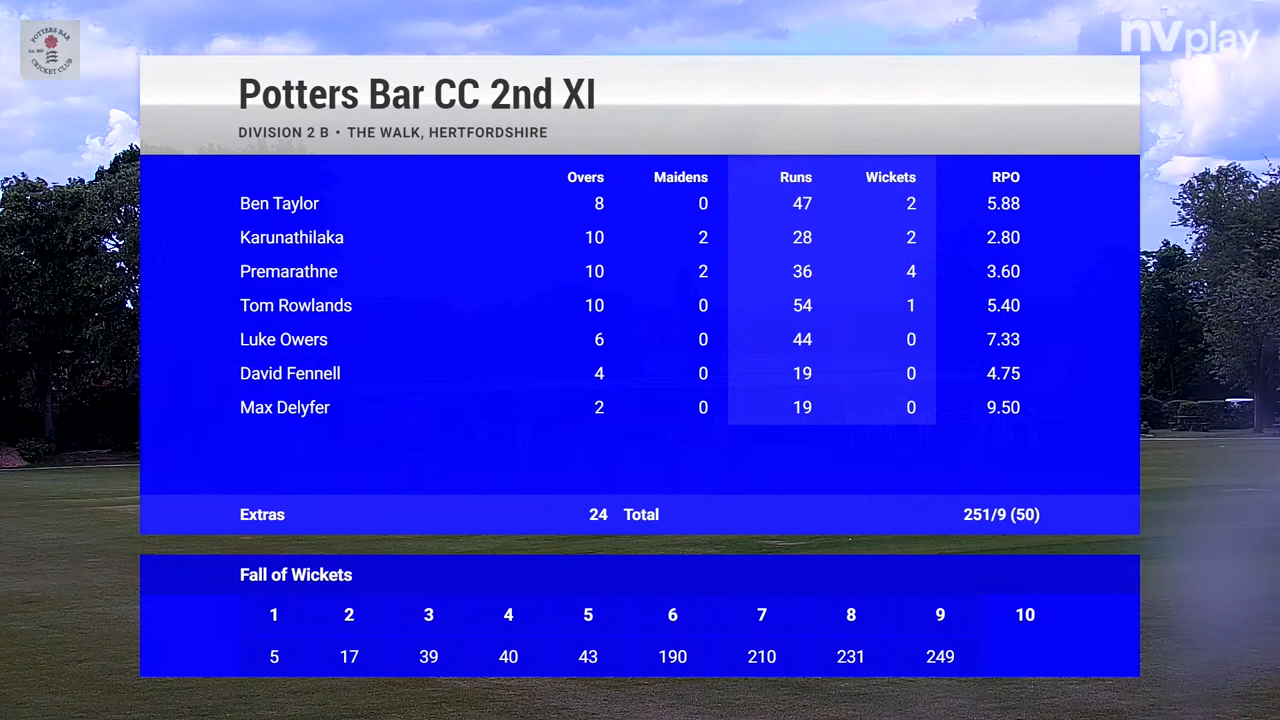 POTTERS BAR
CRICKET CLUB
nvplay
Potters Bar CC 2nd XI
DIVISION 2 B • THE WALK, HERTFORDSHIRE
Overs Maidens Runs Wickets RPO
Ben Taylor 8 0 47 2 5.88
Karunathilaka 10 2 28 2 2.80
Premarathne 10 2 36 4 3.60
Tom Rowlands 10 0 54 1 5.40
Luke Owers 6 0 44 0 7.33
David Fennell 4 0 19 0 4.75
Max Delyfer 2 0 19 0 9.50
Extras 24 Total 251/9 (50)
Fall of Wickets
1 2 3 4 5 6 7 8 9 10
5 17 39 40 43 190 210 231 249